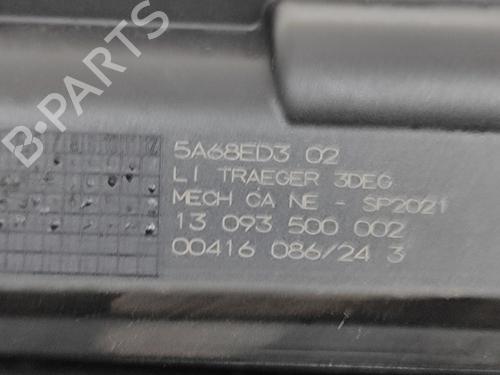 B-PARTS
5A68ED3 02
LI TRAEGER 3DEG
MECH CA NE - SP2021
13 093 500 002
00416 086/24 3